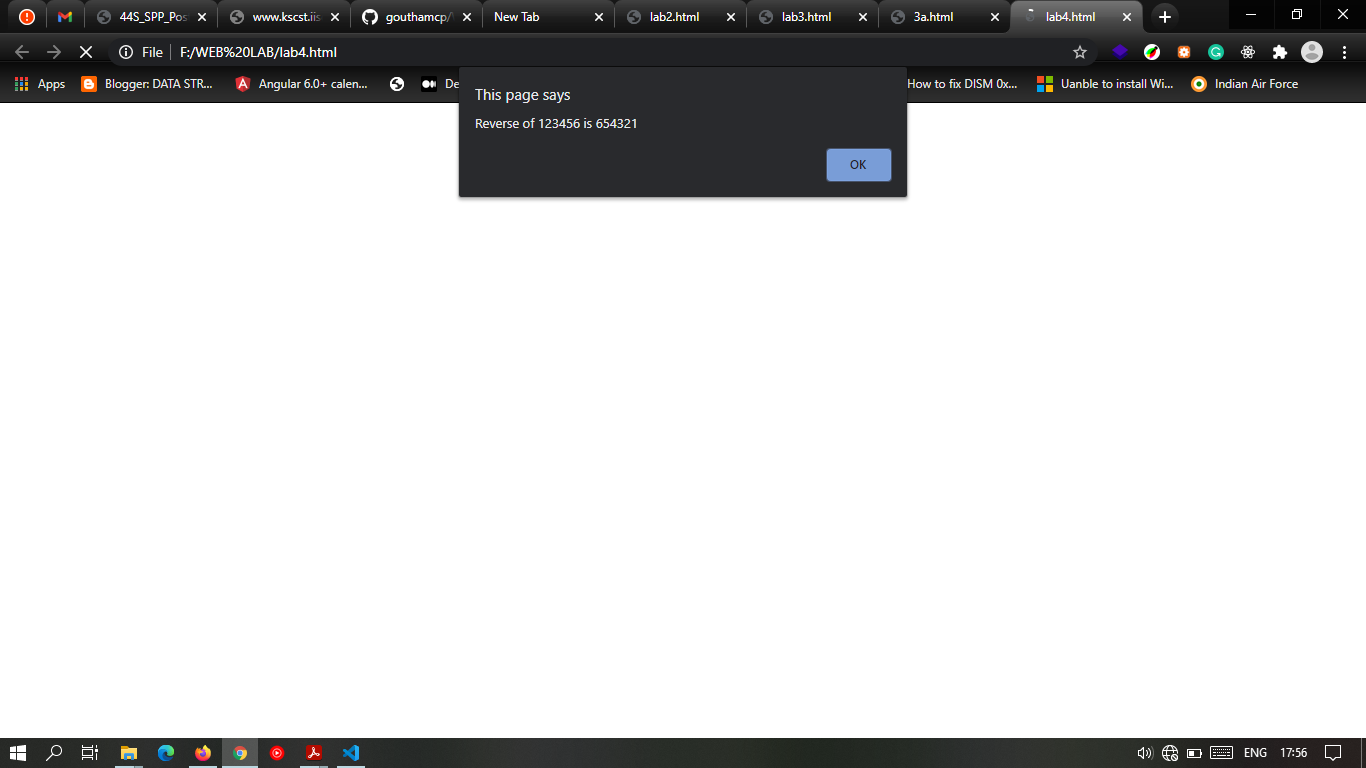 44S_SPP_Pos
www.kscst.iis
gouthamcp/
New Tab
lab2.html
lab3.html
3a.html
lab4.html
File
F:/WEB%20LAB/lab4.html
Apps
Blogger: DATA STR...
Angular 6.0+ calen...
De
How to fix DISM 0x...
Uanble to install Wi...
Indian Air Force
This page says
Reverse of 123456 is 654321
OK
ENG
17:56